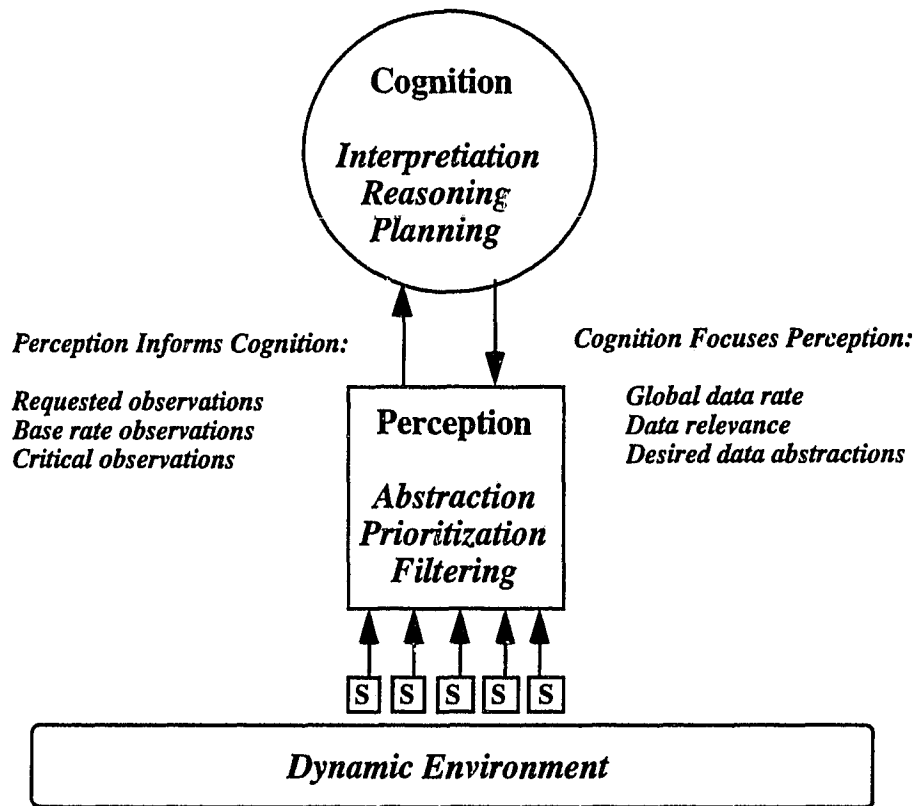 Cognition
Interpretiation
Reasoning
Planning
Perception Informs Cognition:
Requested observations
Base rate observations
Critical observations
Cognition Focuses Perception:
Global data rate
Data relevance
Desired data abstractions
Perception
Abstraction
Prioritization
Filtering
S S S S S
Dynamic Environment